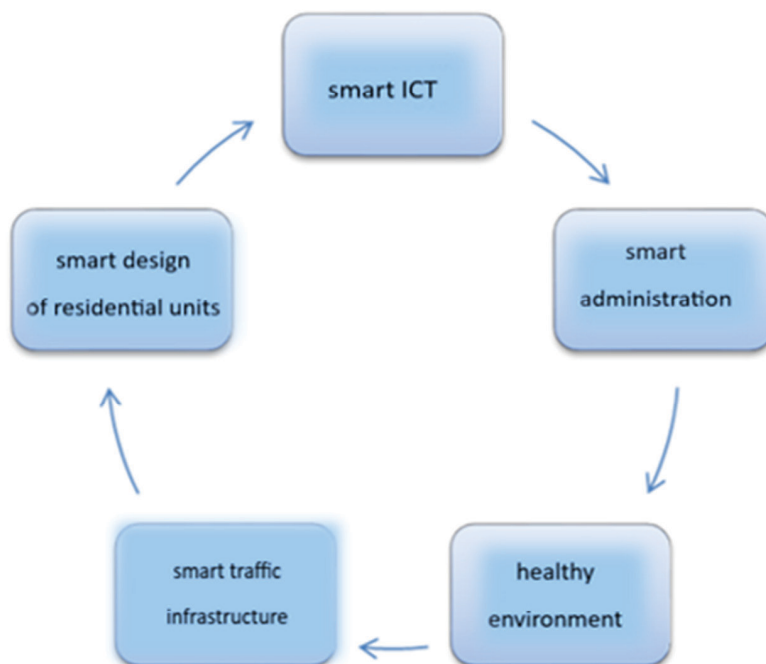 smart ICT
smart
administration
healthy
environment
smart traffic
infrastructure
smart design
of residential units